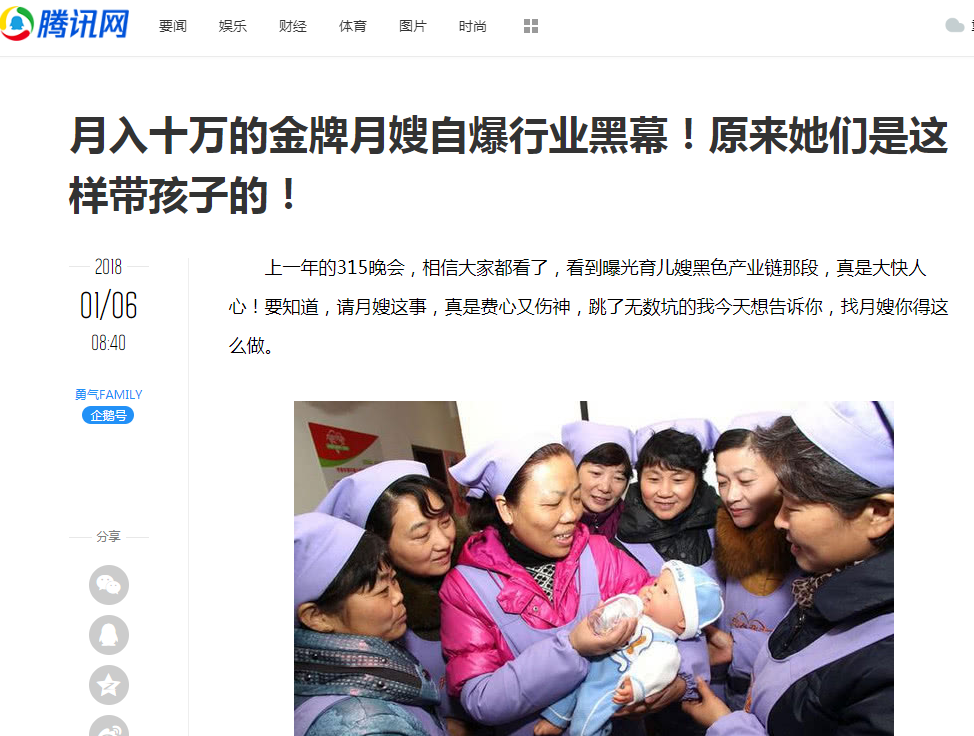 腾讯网 要闻 娱乐 财经 体育 图片 时尚
月入十万的金牌月嫂自爆行业黑幕！原来她们是这
样带孩子的！
2018
01/06
08:40
勇气FAMILY
企鹅号
分享
上一年的315晚会，相信大家都看了，看到曝光育儿嫂黑色产业链那段，真是大快人
心！要知道，请月嫂这事，真是费心又伤神，跳了无数坑的我今天想告诉你，找月嫂你得这
么做。